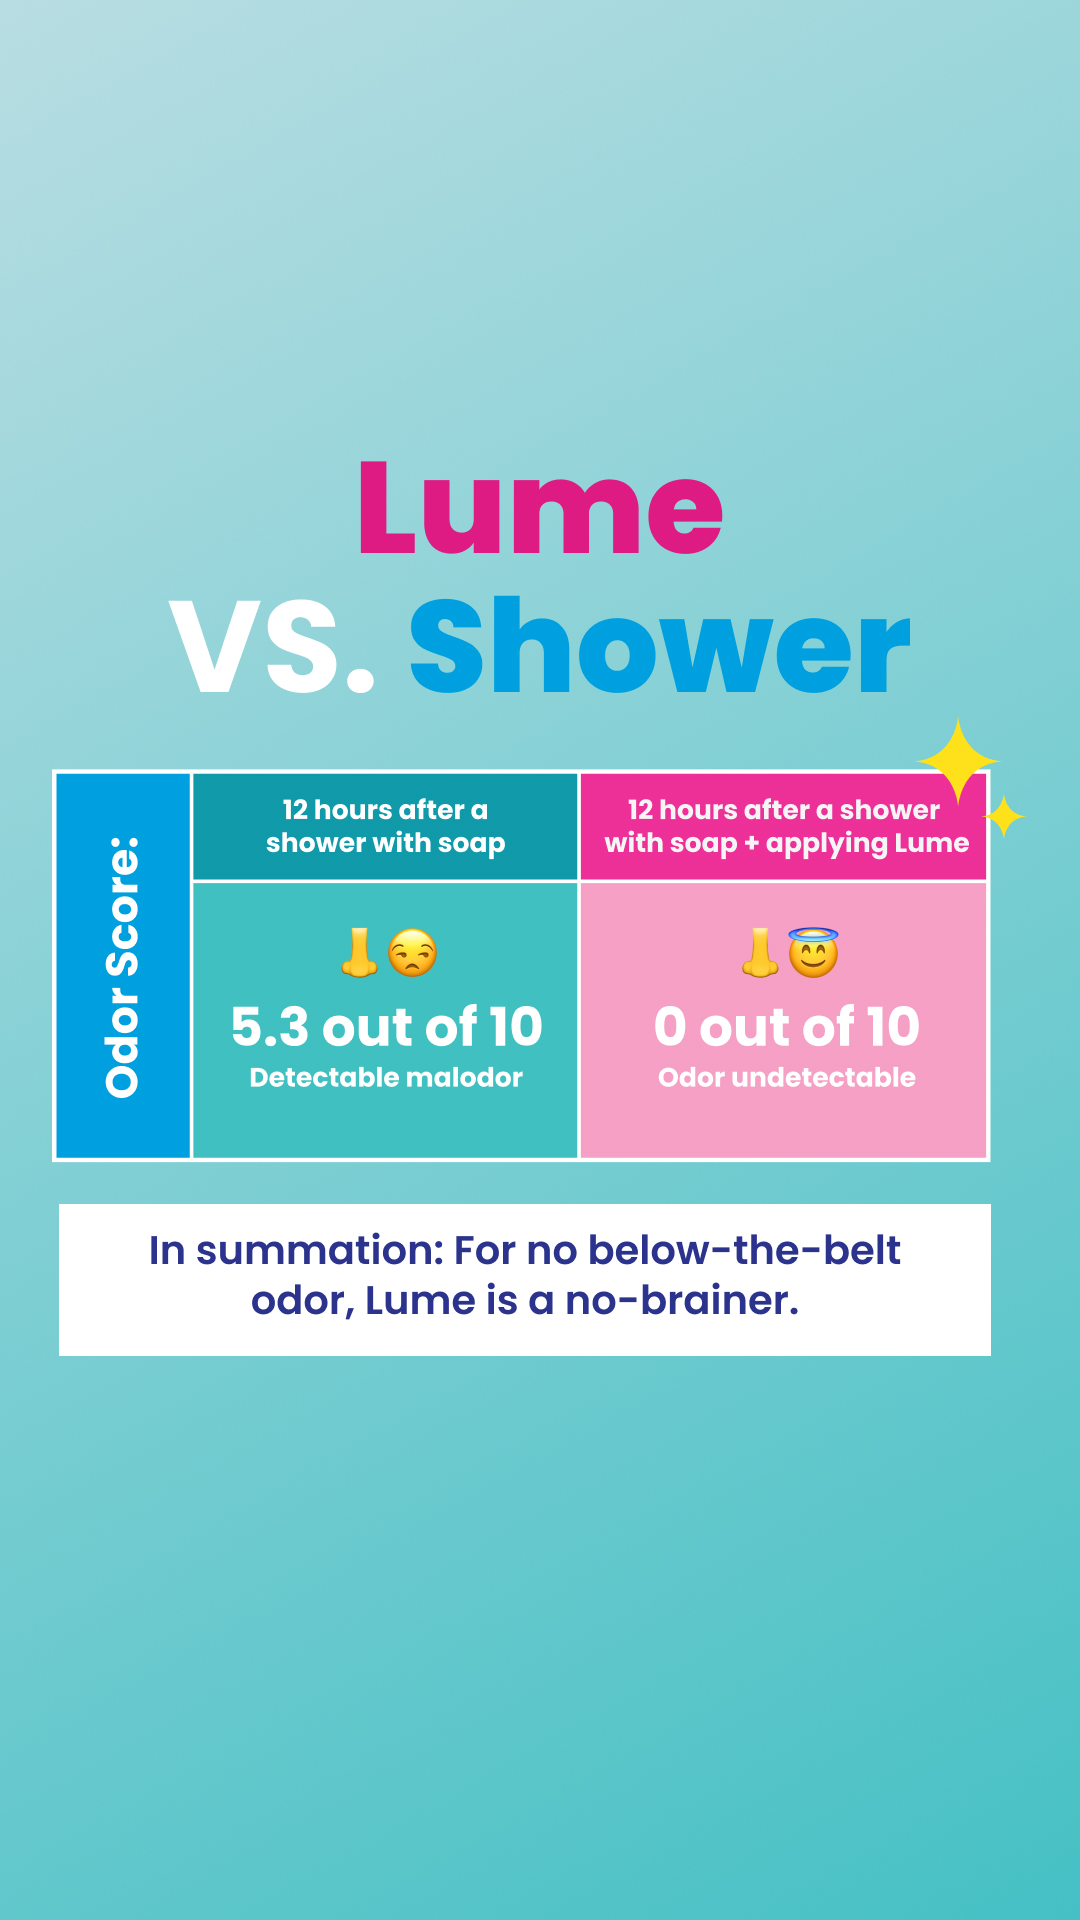 Lume
VS. Shower
Odor Score:
12 hours after a
shower with soap
12 hours after a shower
with soap + applying Lume
5.3 out of 10
Detectable malodor
0 out of 10
Odor undetectable
In summation: For no below-the-belt
odor, Lume is a no-brainer.